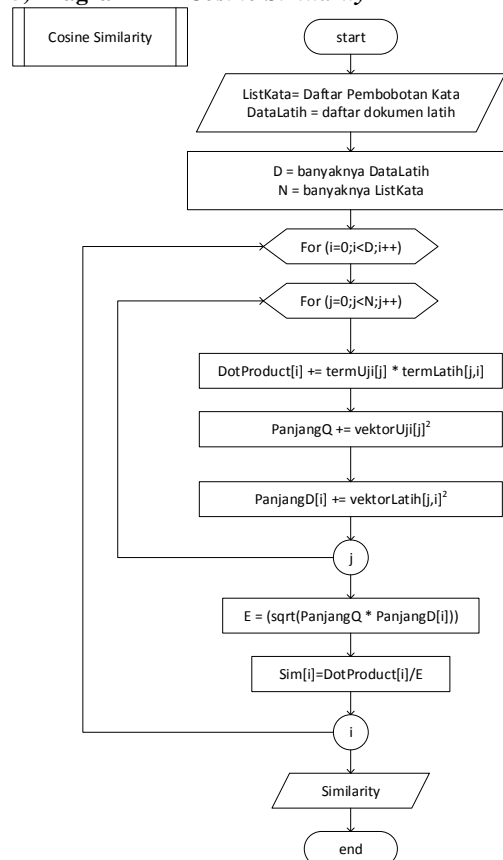 Cosine Similarity
start
ListKata= Daftar Pembobotan Kata
DataLatih = daftar dokumen latih
D = banyaknya DataLatih
N = banyaknya ListKata
For (i=0;i<D;i++)
For (j=0;j<N;j++)
DotProduct[i] += termUji[j] * termLatih[j,i]
PanjangQ += vektorUji[j]²
PanjangD[i] += vektorLatih[j,i]²
j
E = (sqrt(PanjangQ * PanjangD[i]))
Sim[i]=DotProduct[i]/E
i
Similarity
end